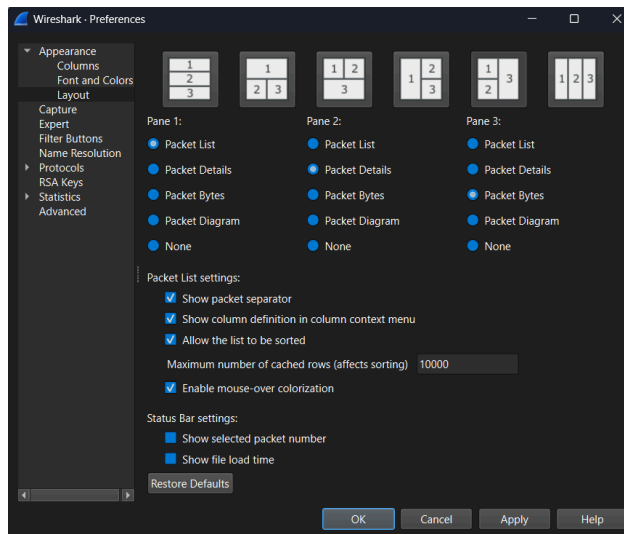 Wireshark · Preferences
Appearance
Columns
Font and Colors
Layout
Capture
Expert
Filter Buttons
Name Resolution
Protocols
RSA Keys
Statistics
Advanced
1
2
3
1
2 3
1 2
3
1 2
3
1 3
2
1 2 3
Pane 1: Pane 2: Pane 3:
Packet List Packet List Packet List
Packet Details Packet Details Packet Details
Packet Bytes Packet Bytes Packet Bytes
Packet Diagram Packet Diagram Packet Diagram
None None None
Packet List settings:
Show packet separator
Show column definition in column context menu
Allow the list to be sorted
Maximum number of cached rows (affects sorting) 10000
Enable mouse-over colorization
Status Bar settings:
Show selected packet number
Show file load time
Restore Defaults
OK Cancel Apply Help